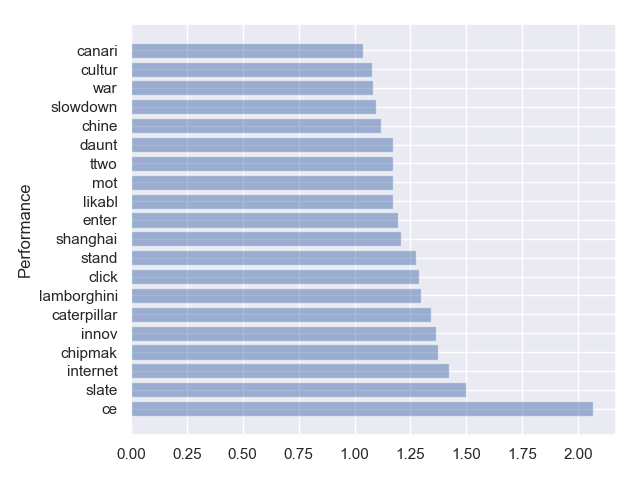 canari
cultur
war
slowdown
chine
daunt
ttwo
mot
likabl
enter
shanghai
stand
click
lamborghini
caterpillar
innov
chipmak
internet
slate
ce
Performance
0.00 0.25 0.50 0.75 1.00 1.25 1.50 1.75 2.00